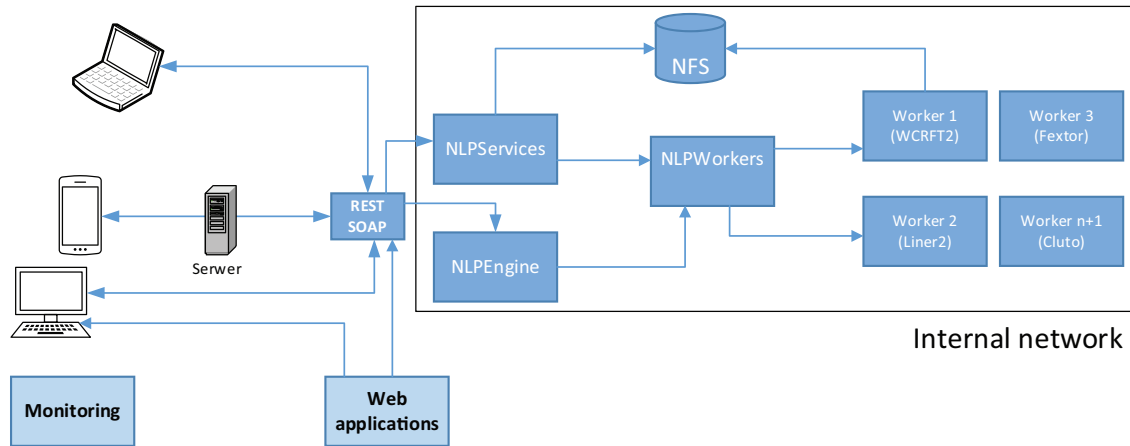 NFS
Worker 1
(WCRFT2)
Worker 3
(Fextor)
NLPServices
NLPWorkers
REST
SOAP
Worker 2
(Liner2)
Worker n+1
(Cluto)
NLPEngine
Serwer
Internal network
Monitoring
Web
applications